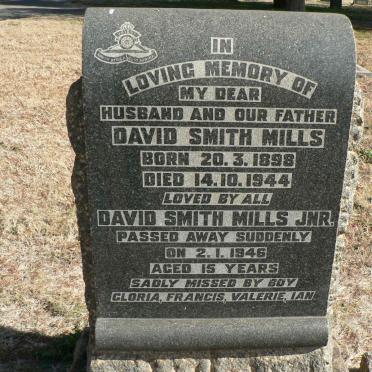 IN
LOVING MEMORY OF
MY DEAR
HUSBAND AND OUR FATHER
DAVID SMITH MILLS
BORN 20.3.1898
DIED 14.10.1944
LOVED BY ALL
DAVID SMITH MILLS JNR.
PASSED AWAY SUDDENLY
ON 2.1.1946
AGED 15 YEARS
SADLY MISSED BY BOY
GLORIA, FRANCIS, VALERIE, IAN